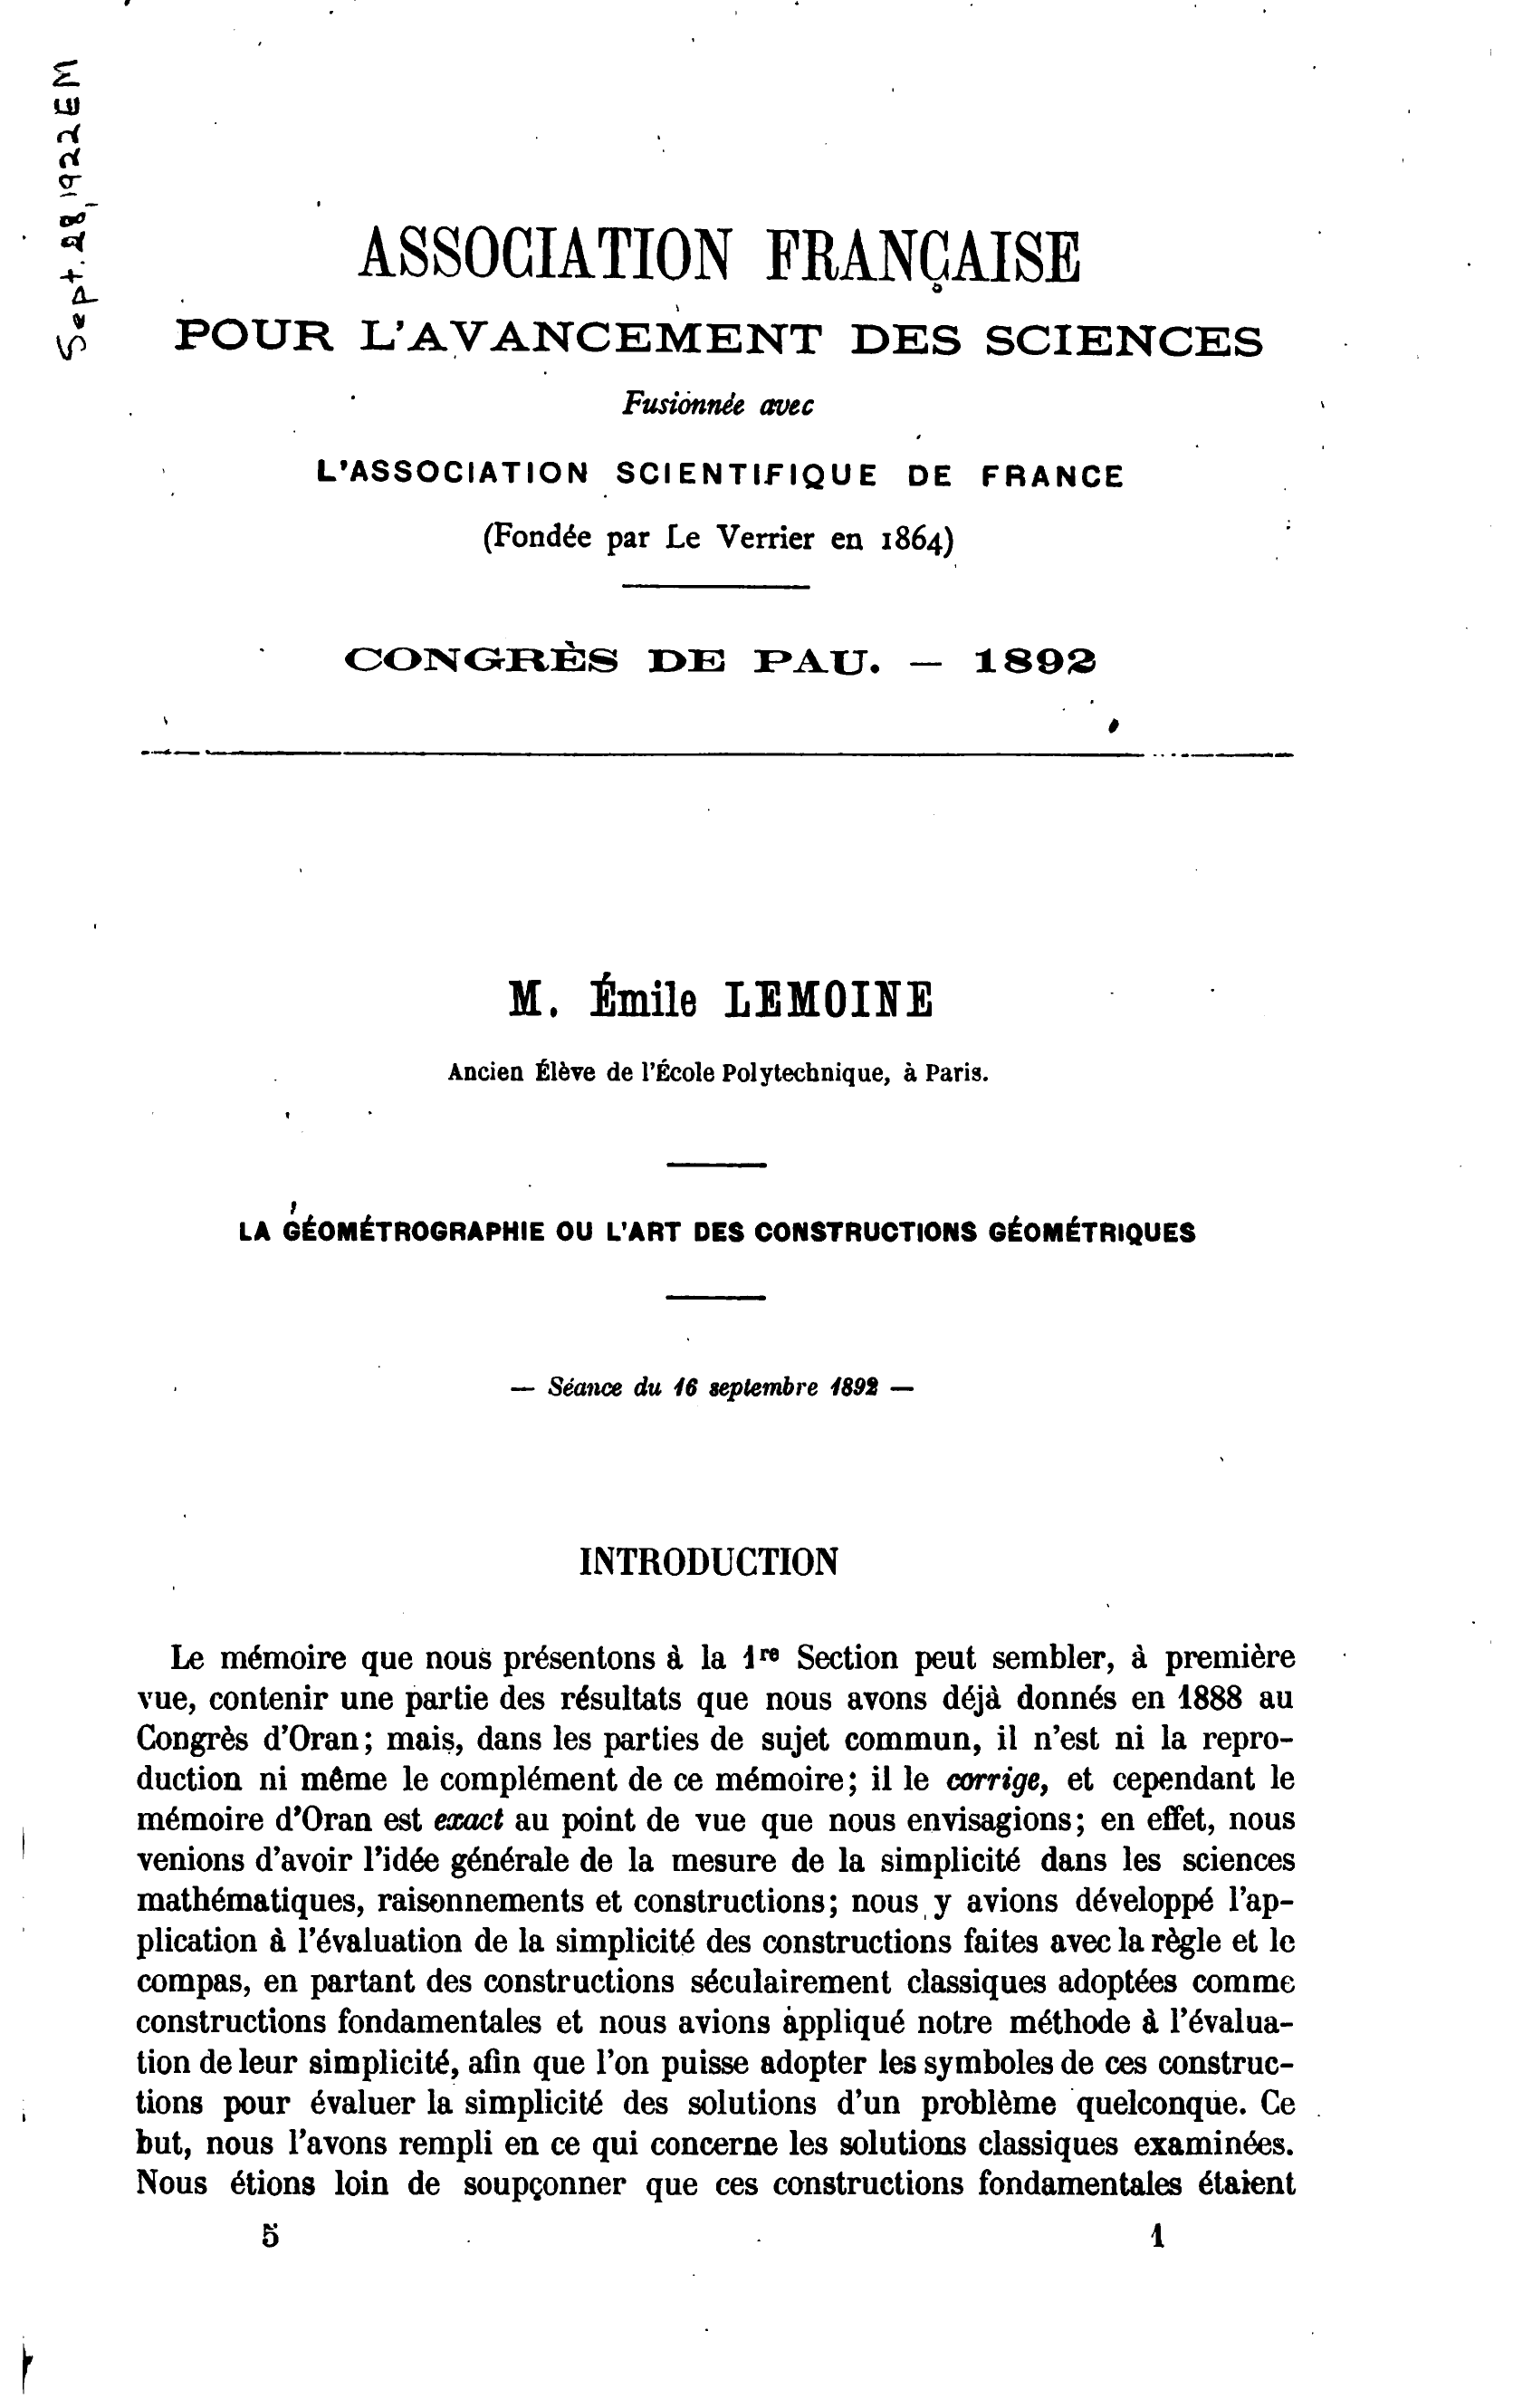 Sept. 28, 1922 EM
ASSOCIATION FRANÇAISE
POUR L'AVANCEMENT DES SCIENCES
Fusionnée avec
L'ASSOCIATION SCIENTIFIQUE DE FRANCE
(Fondée par Le Verrier en 1864)
CONGRÈS DE PAU. — 1892
M. Émile LEMOINE
Ancien Élève de l'École Polytechnique, à Paris.
LA GÉOMÉTROGRAPHIE OU L'ART DES CONSTRUCTIONS GÉOMÉTRIQUES
— Séance du 16 septembre 1892 —
INTRODUCTION
Le mémoire que nous présentons à la 1re Section peut sembler, à première
vue, contenir une partie des résultats que nous avons déjà donnés en 1888 au
Congrès d'Oran; mais, dans les parties de sujet commun, il n'est ni la repro-
duction ni même le complément de ce mémoire; il le corrige, et cependant le
mémoire d'Oran est exact au point de vue que nous envisagions; en effet, nous
venions d'avoir l'idée générale de la mesure de la simplicité dans les sciences
mathématiques, raisonnements et constructions; nous y avions développé l'ap-
plication à l'évaluation de la simplicité des constructions faites avec la règle et le
compas, en partant des constructions séculairement classiques adoptées comme
constructions fondamentales et nous avions appliqué notre méthode à l'évalua-
tion de leur simplicité, afin que l'on puisse adopter les symboles de ces construc-
tions pour évaluer la simplicité des solutions d'un problème quelconque. Ce
but, nous l'avons rempli en ce qui concerne les solutions classiques examinées.
Nous étions loin de soupçonner que ces constructions fondamentales étaient
5 1